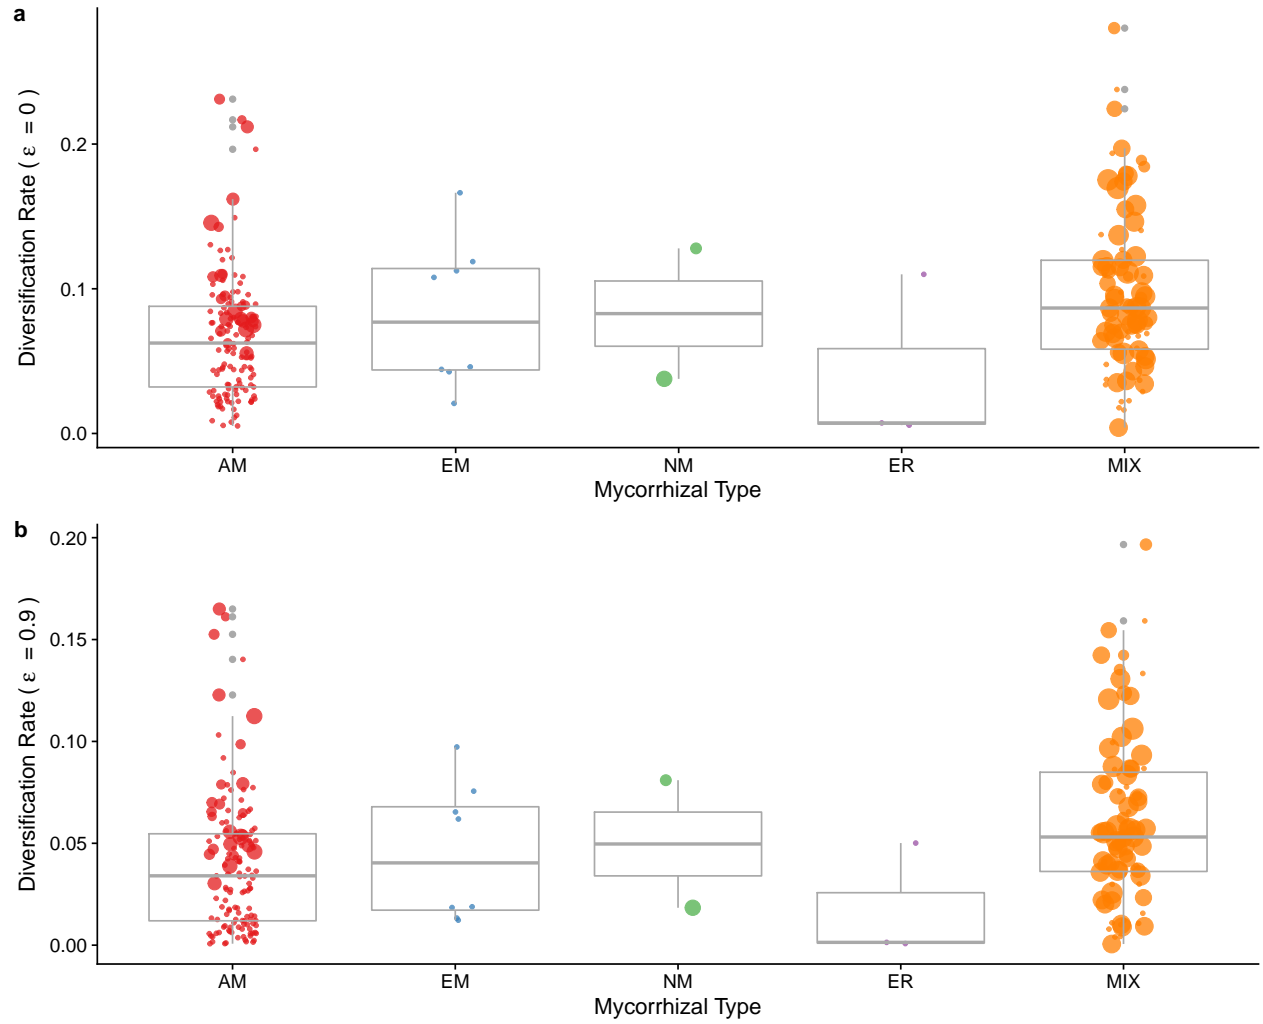 a
Diversification Rate ( ε = 0 )
0.2
0.1
0.0
AM EM NM ER MIX
Mycorrhizal Type
b
Diversification Rate ( ε = 0.9 )
0.20
0.15
0.10
0.05
0.00
AM EM NM ER MIX
Mycorrhizal Type